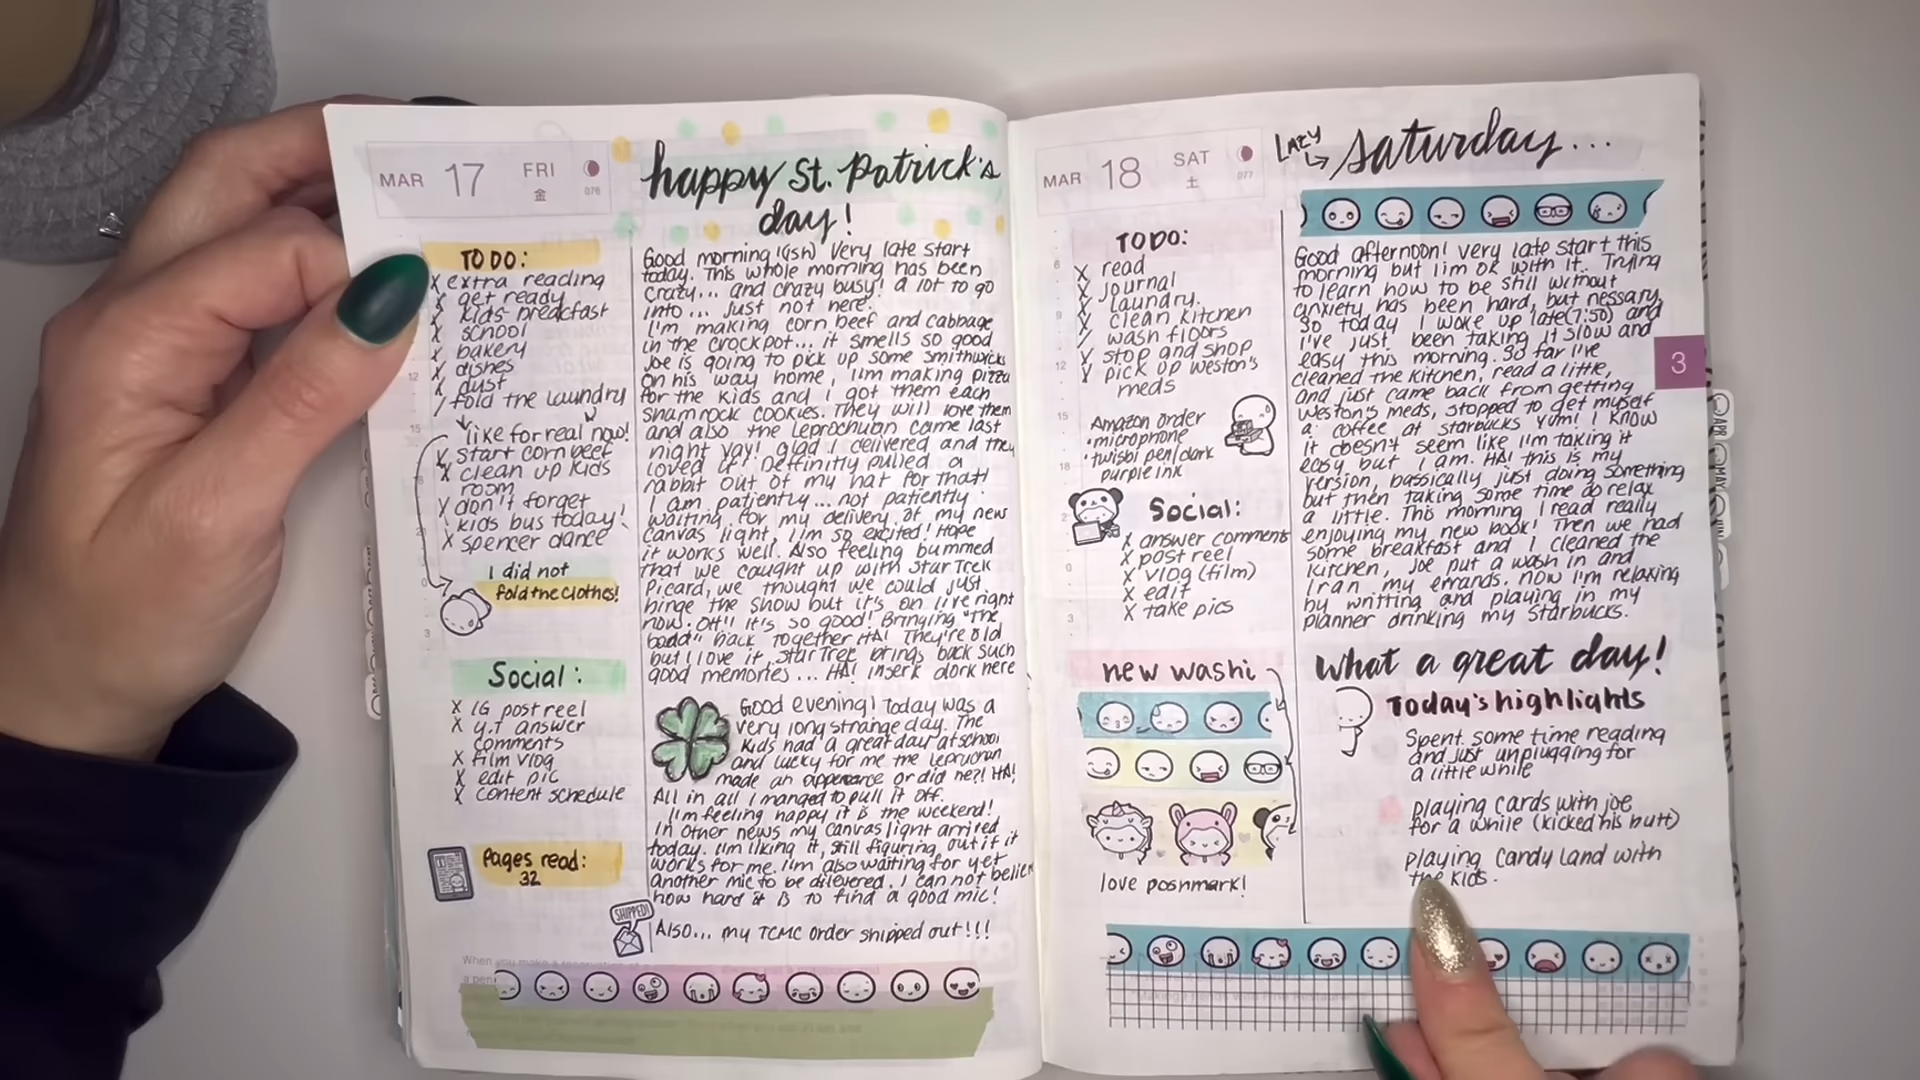 MAR 17 FRI
金
076
happy St. Patrick's
day!
TO DO:
X extra reading
X get ready
X kids breakfast
X school
X bakery
X dishes
X dust
/ fold the laundry
like for real now!
X start corn beef
X clean up kids
room
Y don't forget
kids bus today!
X spencer dance
I did not
fold the clothes!
Social:
X IG post reel
X Y.T answer
comments
X film vlog
X edit pic
X content schedule
Pages read:
32
Good morning (ish) Very late start
today. This whole morning has been
crazy... and crazy busy! a lot to go
into... Just not here.
I'm making corn beef and cabbage
in the crockpot... it smells so good
Joe is going to pick up some smithwicks
on his way home, I'm making pizza
for the kids and I got them each
shamrock cookies. They will love them
and also the Leprochuan came last
night yay! glad I delivered and they
loved it! Deffinittly pulled a
rabbit out of my hat for that!
I am patiently... not patiently
waiting for my delivery of my new
canvas light, I'm so excited! Hope
it works well. Also feeling bummed
that we caught up with Star Trek
Picard, we thought we could just
binge the show but it's on live right
now. Oh!! it's so good! Bringing "The
back together HA! They're old
but I love it Star Trek brings back such
good memories... HA! insert dork here
Good evening! Today was a
very long strange day. The
kids had a great day at school
and lucky for me the Lepruchan
made an appearance or did he?! HA!
All in all I manged to pull it off.
I'm feeling happy it is the weekend!
In other news my canvas light arrived
today. I'm liking it, still figuring out if it
works for me. I'm also waiting for yet
another mic to be dilevered. I can not believe
how hard it is to find a good mic!
SHIPPED!
Also... my TCMC order shipped out!!!
MAR 18 SAT
土
077
LAZY
saturday...
TO DO:
X read
X journal
X laundry.
X clean kitchen
/ wash floors
X stop and shop
X pick up weston's
meds
Amazon order
• microphone
• twisbi pen/dark
purple ink
Social:
X answer comments
X post reel
X vlog (film)
X edit
X take pics
new washi
love poshmark!
Good afternoon! very late start this
morning but I'm ok with it. Trying
to learn how to be still without
anxiety has been hard, but nessary.
So today I woke up late (7:50) and
I've just been taking it slow and
easy this morning. So far I've
cleaned the kitchen, read a little,
and just came back from getting
Weston's meds, stopped to get myself
a coffee at starbucks yum! I know
it doesn't seem like I'm taking it
easy but I am. HA! this is my
version, bassically just doing something
but then taking some time to relax
a little. This morning I read really
enjoying my new book! Then we had
some breakfast and I cleaned the
kitchen, Joe put a wash in and
I ran my errands. now I'm relaxing
by writting and playing in my
planner drinking my Starbucks.
What a great day!
Today's highlights
Spent some time reading
and just unplugging for
a little while
playing cards with joe
for a while (kicked his butt)
playing Candy Land with
the kids.
3
APR
MAY